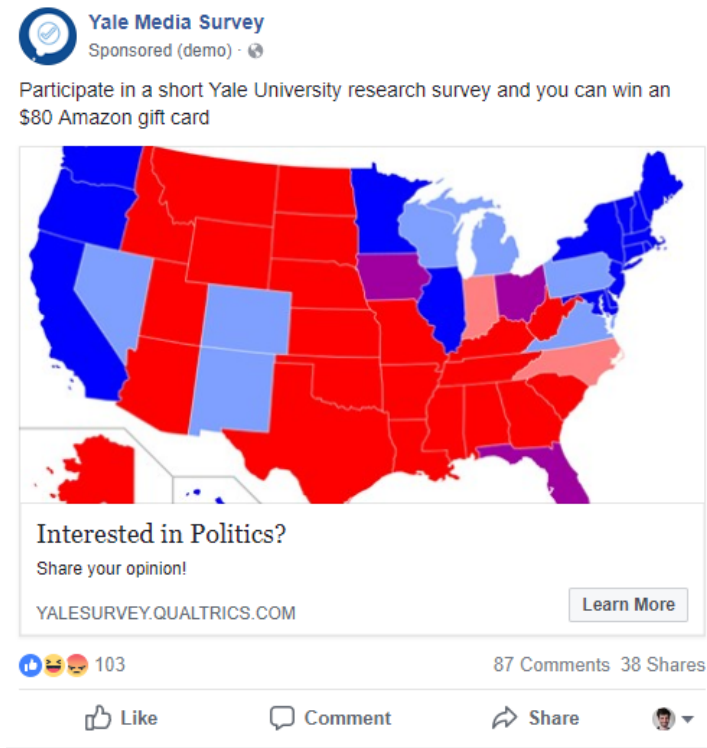 Yale Media Survey
Sponsored (demo) ·
Participate in a short Yale University research survey and you can win an
$80 Amazon gift card
Interested in Politics?
Share your opinion!
YALESURVEY.QUALTRICS.COM
Learn More
103
87 Comments 38 Shares
Like
Comment
Share